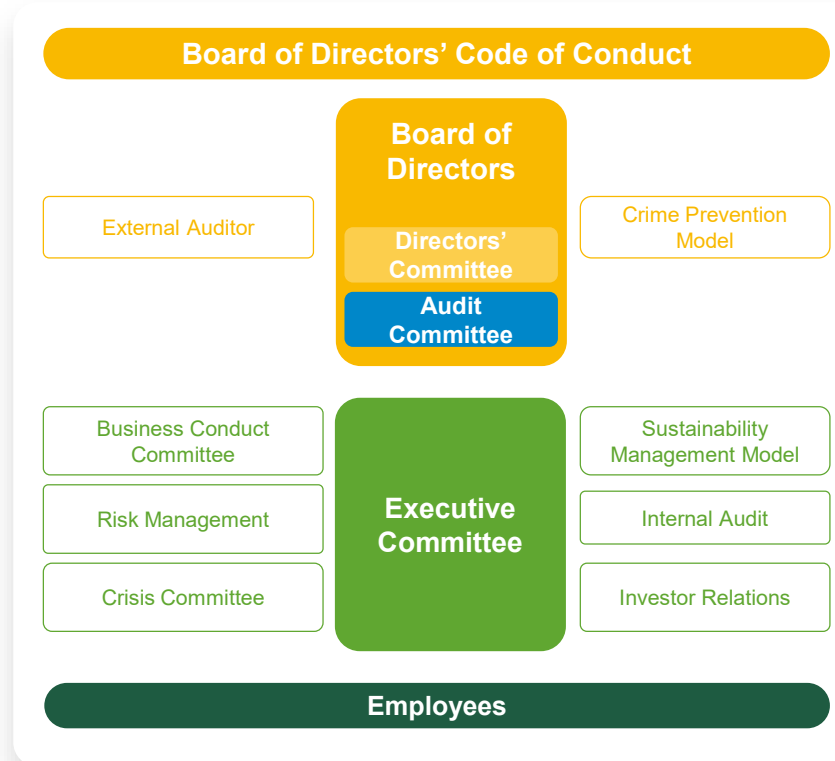 Board of Directors’ Code of Conduct
Board of
Directors
External Auditor
Directors’
Committee
Audit
Committee
Crime Prevention
Model
Business Conduct
Committee
Risk Management
Crisis Committee
Executive
Committee
Sustainability
Management Model
Internal Audit
Investor Relations
Employees